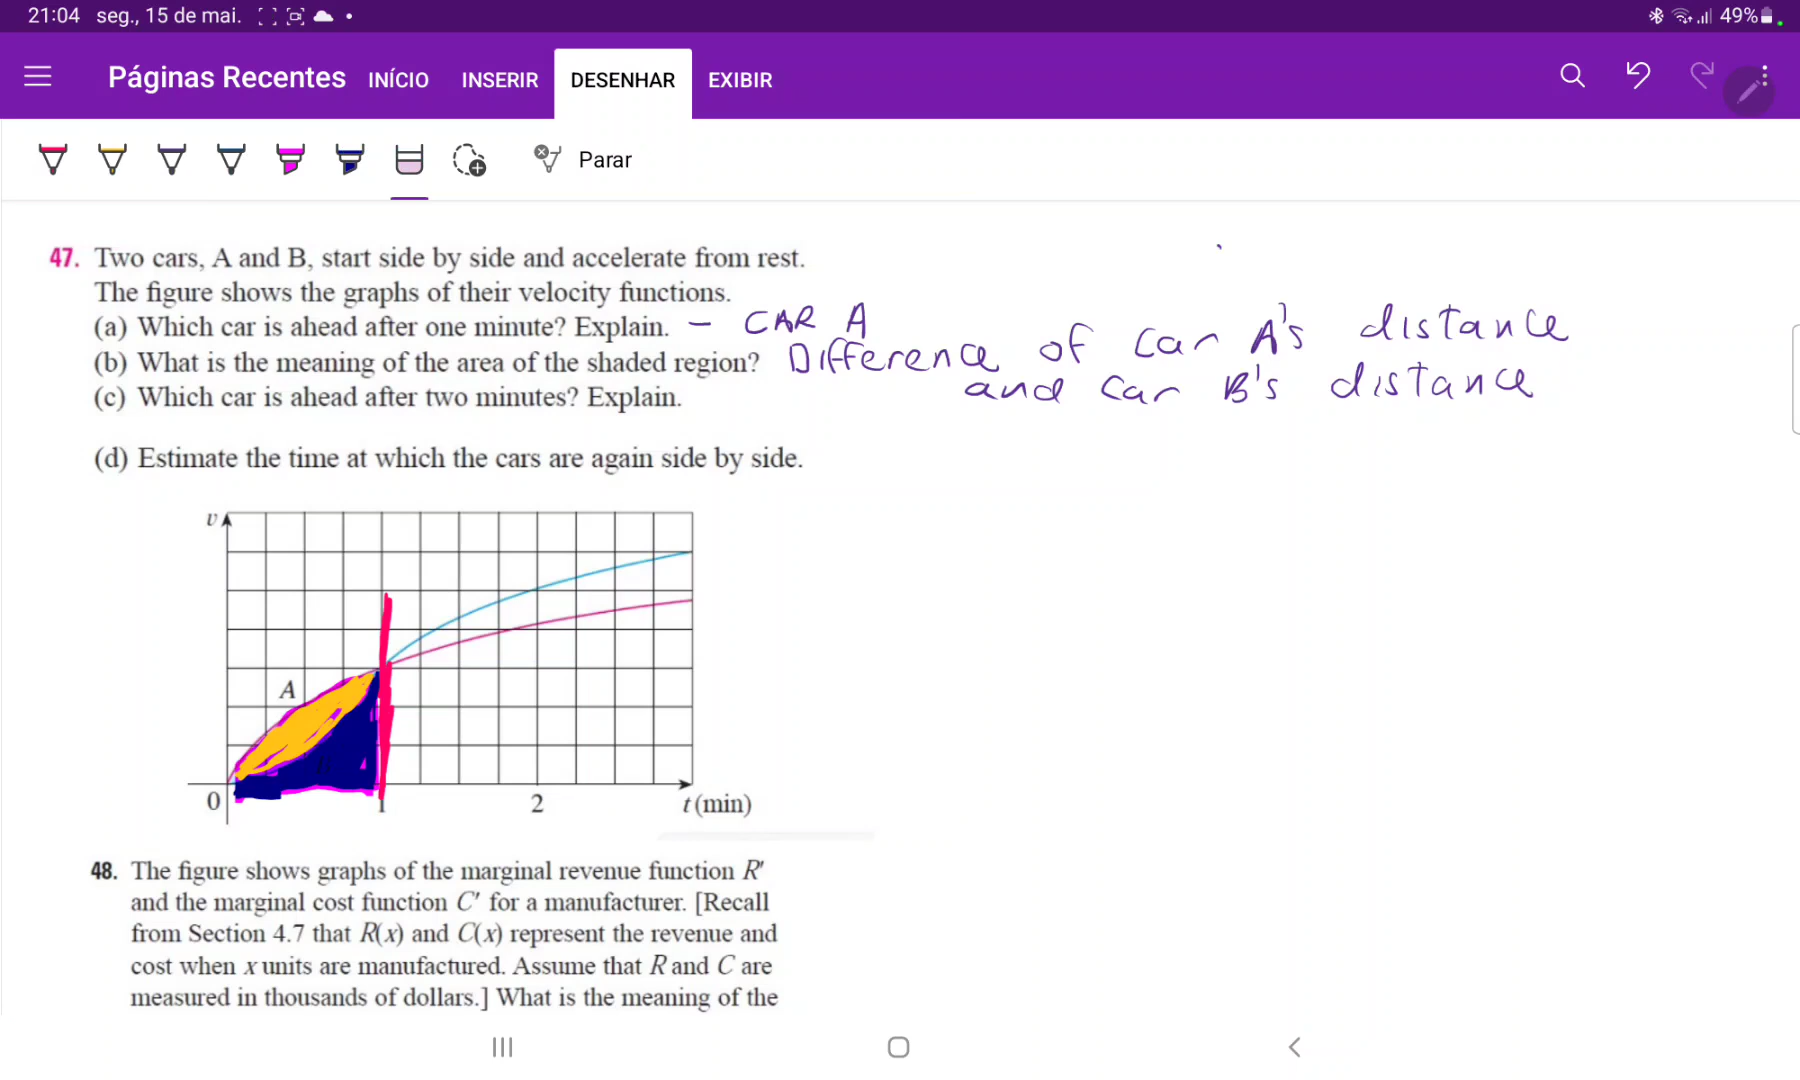 21:04 seg., 15 de mai.
49%
Páginas Recentes INÍCIO INSERIR DESENHAR EXIBIR
Parar
47. Two cars, A and B, start side by side and accelerate from rest.
The figure shows the graphs of their velocity functions.
(a) Which car is ahead after one minute? Explain. – CAR A
(b) What is the meaning of the area of the shaded region? Difference of car A's distance
and car B's distance
(c) Which car is ahead after two minutes? Explain.
(d) Estimate the time at which the cars are again side by side.
v
A
0 1 2 t (min)
48. The figure shows graphs of the marginal revenue function R′
and the marginal cost function C′ for a manufacturer. [Recall
from Section 4.7 that R(x) and C(x) represent the revenue and
cost when x units are manufactured. Assume that R and C are
measured in thousands of dollars.] What is the meaning of the